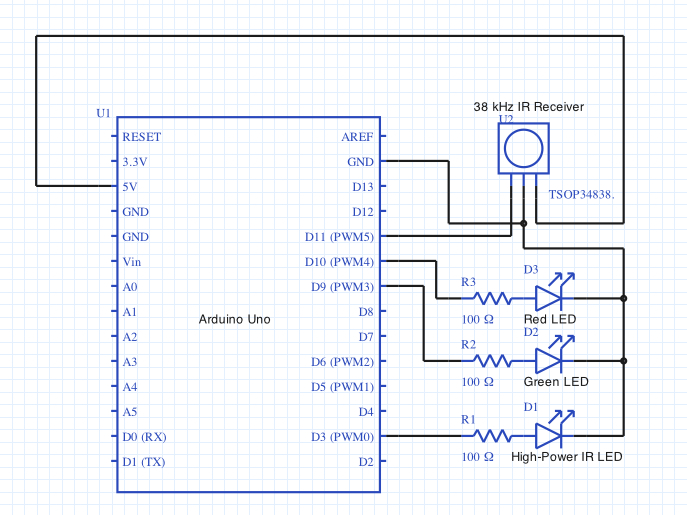 38 kHz IR Receiver
U1
U2
RESET
AREF
3.3V
GND
5V
D13
TSOP34838.
GND
D12
GND
D11 (PWM5)
Vin
D10 (PWM4)
D3
A0
D9 (PWM3)
R3
A1
D8
Arduino Uno
100 Ω
Red LED
D2
A2
D7
R2
A3
D6 (PWM2)
A4
D5 (PWM1)
100 Ω
Green LED
D1
A5
D4
R1
D0 (RX)
D3 (PWM0)
100 Ω
High-Power IR LED
D1 (TX)
D2